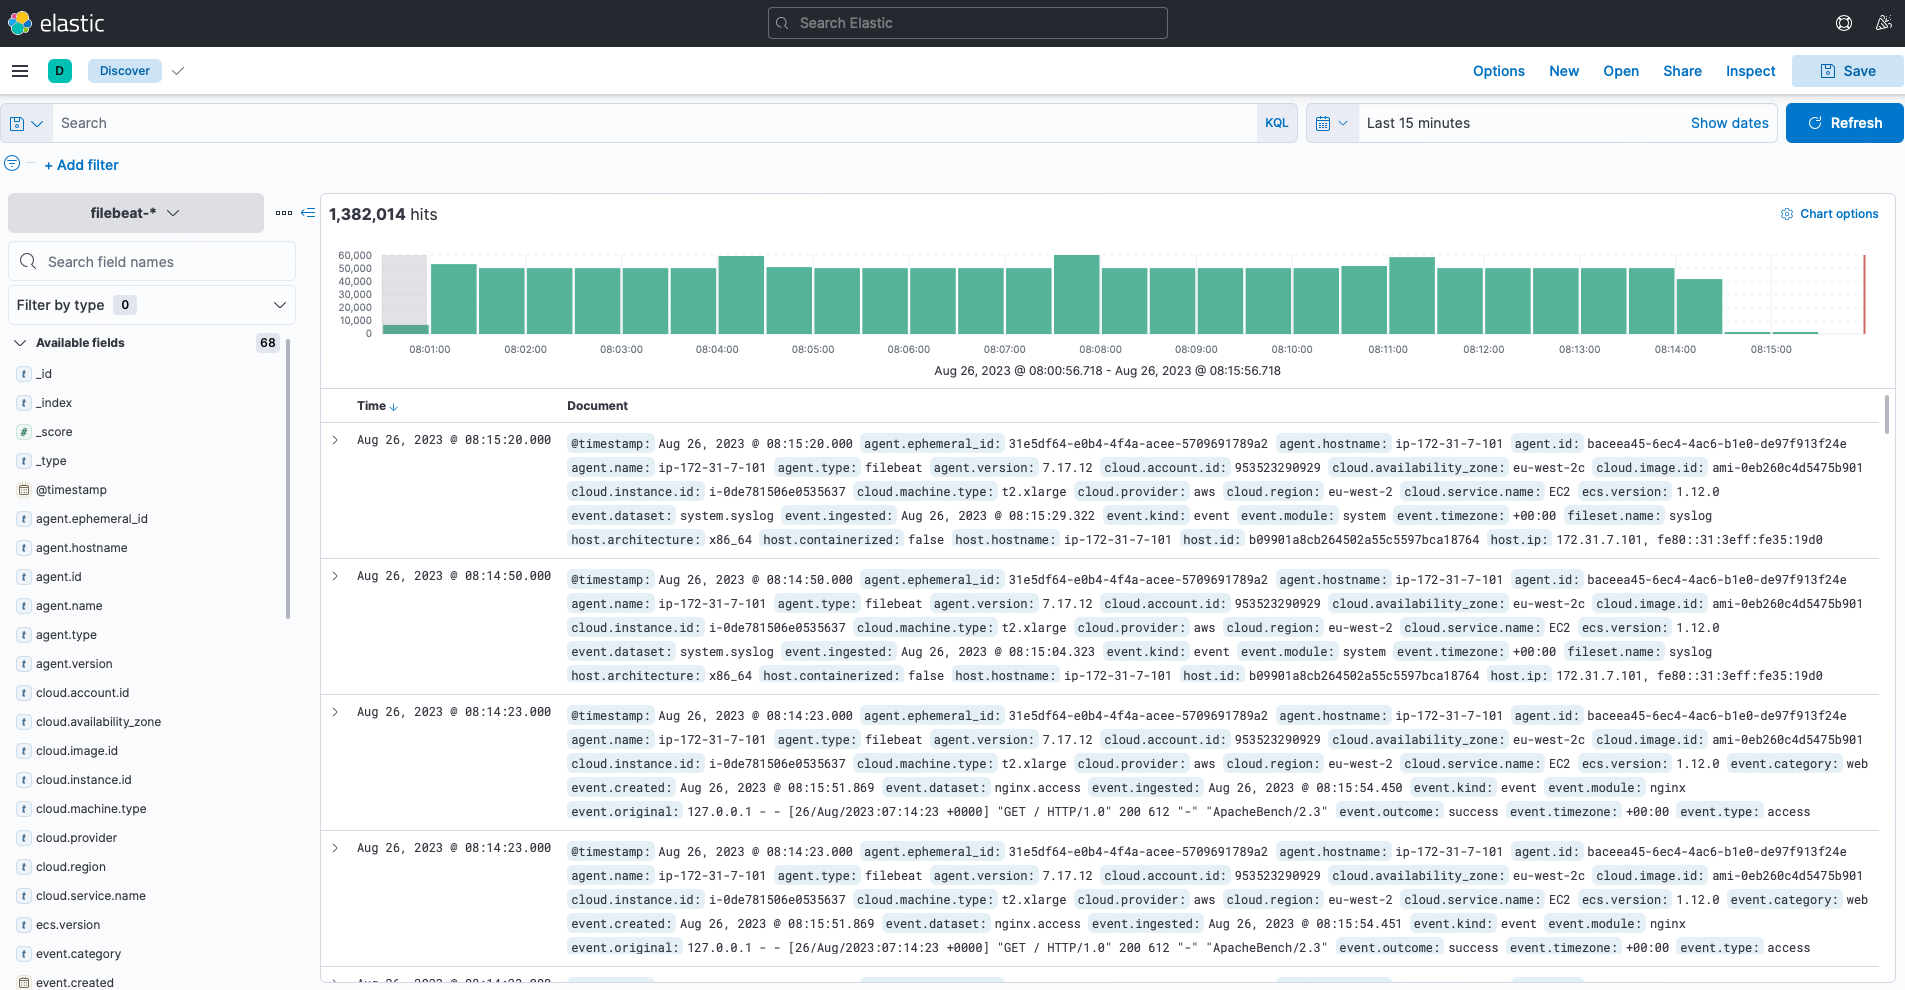 elastic
Search Elastic
D
Discover
Options
New
Open
Share
Inspect
Save
Search
KQL
Last 15 minutes
Show dates
Refresh
+ Add filter
filebeat-*
Search field names
Filter by type 0
Available fields 68
t _id
t _index
# _score
t _type
@timestamp
t agent.ephemeral_id
t agent.hostname
t agent.id
t agent.name
t agent.type
t agent.version
t cloud.account.id
t cloud.availability_zone
t cloud.image.id
t cloud.instance.id
t cloud.machine.type
t cloud.provider
t cloud.region
t cloud.service.name
t ecs.version
t event.category
event.created
1,382,014 hits
Chart options
60,000
50,000
40,000
30,000
20,000
10,000
0
08:01:00 08:02:00 08:03:00 08:04:00 08:05:00 08:06:00 08:07:00 08:08:00 08:09:00 08:10:00 08:11:00 08:12:00 08:13:00 08:14:00 08:15:00
Aug 26, 2023 @ 08:00:56.718 - Aug 26, 2023 @ 08:15:56.718
Time Document
Aug 26, 2023 @ 08:15:20.000
@timestamp: Aug 26, 2023 @ 08:15:20.000 agent.ephemeral_id: 31e5df64-e0b4-4f4a-acee-5709691789a2 agent.hostname: ip-172-31-7-101 agent.id: baceea45-6ec4-4ac6-b1e0-de97f913f24e
agent.name: ip-172-31-7-101 agent.type: filebeat agent.version: 7.17.12 cloud.account.id: 953523290929 cloud.availability_zone: eu-west-2c cloud.image.id: ami-0eb260c4d5475b901
cloud.instance.id: i-0de781506e0535637 cloud.machine.type: t2.xlarge cloud.provider: aws cloud.region: eu-west-2 cloud.service.name: EC2 ecs.version: 1.12.0
event.dataset: system.syslog event.ingested: Aug 26, 2023 @ 08:15:29.322 event.kind: event event.module: system event.timezone: +00:00 fileset.name: syslog
host.architecture: x86_64 host.containerized: false host.hostname: ip-172-31-7-101 host.id: b09901a8cb264502a55c5597bca18764 host.ip: 172.31.7.101, fe80::31:3eff:fe35:19d0
Aug 26, 2023 @ 08:14:50.000
@timestamp: Aug 26, 2023 @ 08:14:50.000 agent.ephemeral_id: 31e5df64-e0b4-4f4a-acee-5709691789a2 agent.hostname: ip-172-31-7-101 agent.id: baceea45-6ec4-4ac6-b1e0-de97f913f24e
agent.name: ip-172-31-7-101 agent.type: filebeat agent.version: 7.17.12 cloud.account.id: 953523290929 cloud.availability_zone: eu-west-2c cloud.image.id: ami-0eb260c4d5475b901
cloud.instance.id: i-0de781506e0535637 cloud.machine.type: t2.xlarge cloud.provider: aws cloud.region: eu-west-2 cloud.service.name: EC2 ecs.version: 1.12.0
event.dataset: system.syslog event.ingested: Aug 26, 2023 @ 08:15:04.323 event.kind: event event.module: system event.timezone: +00:00 fileset.name: syslog
host.architecture: x86_64 host.containerized: false host.hostname: ip-172-31-7-101 host.id: b09901a8cb264502a55c5597bca18764 host.ip: 172.31.7.101, fe80::31:3eff:fe35:19d0
Aug 26, 2023 @ 08:14:23.000
@timestamp: Aug 26, 2023 @ 08:14:23.000 agent.ephemeral_id: 31e5df64-e0b4-4f4a-acee-5709691789a2 agent.hostname: ip-172-31-7-101 agent.id: baceea45-6ec4-4ac6-b1e0-de97f913f24e
agent.name: ip-172-31-7-101 agent.type: filebeat agent.version: 7.17.12 cloud.account.id: 953523290929 cloud.availability_zone: eu-west-2c cloud.image.id: ami-0eb260c4d5475b901
cloud.instance.id: i-0de781506e0535637 cloud.machine.type: t2.xlarge cloud.provider: aws cloud.region: eu-west-2 cloud.service.name: EC2 ecs.version: 1.12.0 event.category: web
event.created: Aug 26, 2023 @ 08:15:51.869 event.dataset: nginx.access event.ingested: Aug 26, 2023 @ 08:15:54.450 event.kind: event event.module: nginx
event.original: 127.0.0.1 - - [26/Aug/2023:07:14:23 +0000] "GET / HTTP/1.0" 200 612 "-" "ApacheBench/2.3" event.outcome: success event.timezone: +00:00 event.type: access
Aug 26, 2023 @ 08:14:23.000
@timestamp: Aug 26, 2023 @ 08:14:23.000 agent.ephemeral_id: 31e5df64-e0b4-4f4a-acee-5709691789a2 agent.hostname: ip-172-31-7-101 agent.id: baceea45-6ec4-4ac6-b1e0-de97f913f24e
agent.name: ip-172-31-7-101 agent.type: filebeat agent.version: 7.17.12 cloud.account.id: 953523290929 cloud.availability_zone: eu-west-2c cloud.image.id: ami-0eb260c4d5475b901
cloud.instance.id: i-0de781506e0535637 cloud.machine.type: t2.xlarge cloud.provider: aws cloud.region: eu-west-2 cloud.service.name: EC2 ecs.version: 1.12.0 event.category: web
event.created: Aug 26, 2023 @ 08:15:51.869 event.dataset: nginx.access event.ingested: Aug 26, 2023 @ 08:15:54.451 event.kind: event event.module: nginx
event.original: 127.0.0.1 - - [26/Aug/2023:07:14:23 +0000] "GET / HTTP/1.0" 200 612 "-" "ApacheBench/2.3" event.outcome: success event.timezone: +00:00 event.type: access